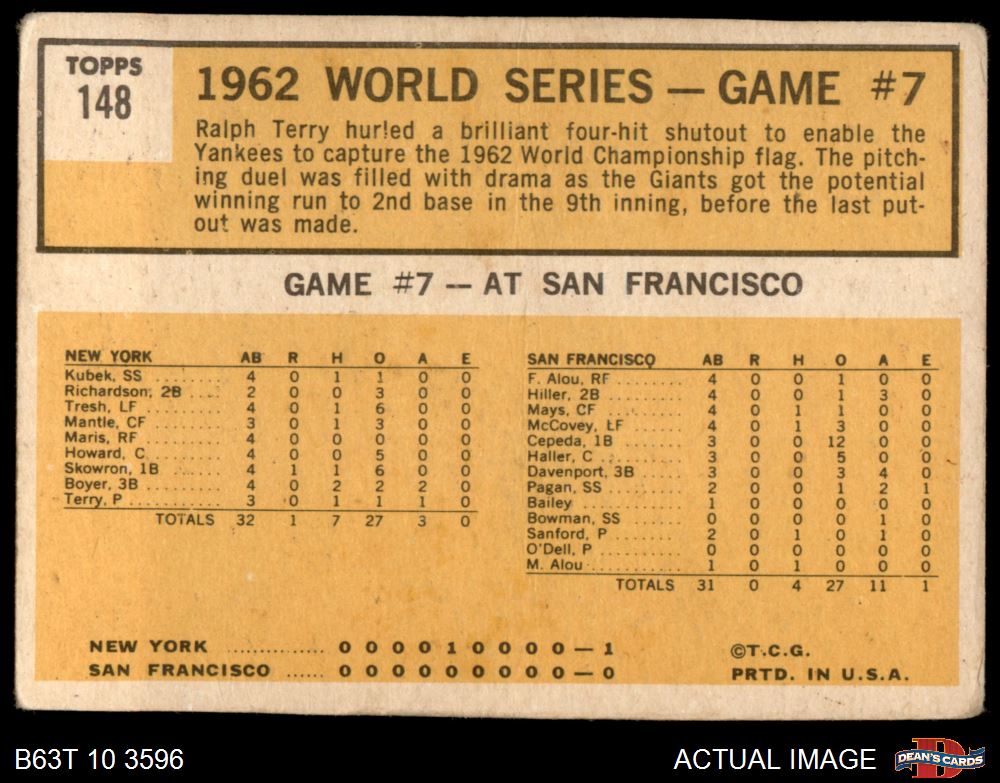 TOPPS
148
1962 WORLD SERIES — GAME #7
Ralph Terry hurled a brilliant four-hit shutout to enable the
Yankees to capture the 1962 World Championship flag. The pitch-
ing duel was filled with drama as the Giants got the potential
winning run to 2nd base in the 9th inning, before the last put-
out was made.
GAME #7 -- AT SAN FRANCISCO
NEW YORK AB R H O A E
Kubek, SS ......... 4 0 1 1 0 0
Richardson, 2B .... 2 0 0 3 0 0
Tresh, LF ......... 4 0 1 6 0 0
Mantle, CF ........ 3 0 1 3 0 0
Maris, RF ......... 4 0 0 0 0 0
Howard, C ......... 4 0 0 5 0 0
Skowron, 1B ....... 4 1 1 6 0 0
Boyer, 3B ......... 4 0 2 2 2 0
Terry, P ........... 3 0 1 1 1 0
TOTALS 32 1 7 27 3 0
SAN FRANCISCO AB R H O A E
F. Alou, RF ........ 4 0 0 1 0 0
Hiller, 2B ......... 4 0 0 1 3 0
Mays, CF .......... 4 0 1 1 0 0
McCovey, LF ....... 4 0 1 3 0 0
Cepeda, 1B ........ 3 0 0 12 0 0
Haller, C .......... 3 0 0 5 0 0
Davenport, 3B ...... 3 0 0 3 4 0
Pagan, SS ......... 2 0 0 1 2 1
Bailey ............ 1 0 0 0 0 0
Bowman, SS ....... 0 0 0 0 1 0
Sanford, P ........ 2 0 1 0 1 0
O'Dell, P .......... 0 0 0 0 0 0
M. Alou ........... 1 0 1 0 0 0
TOTALS 31 0 4 27 11 1
NEW YORK ............... 0 0 0 0 1 0 0 0 0 — 1
SAN FRANCISCO ...... 0 0 0 0 0 0 0 0 0 — 0
©T.C.G.
PRTD. IN U.S.A.
B63T 10 3596
ACTUAL IMAGE
D
DEAN'S CARDS